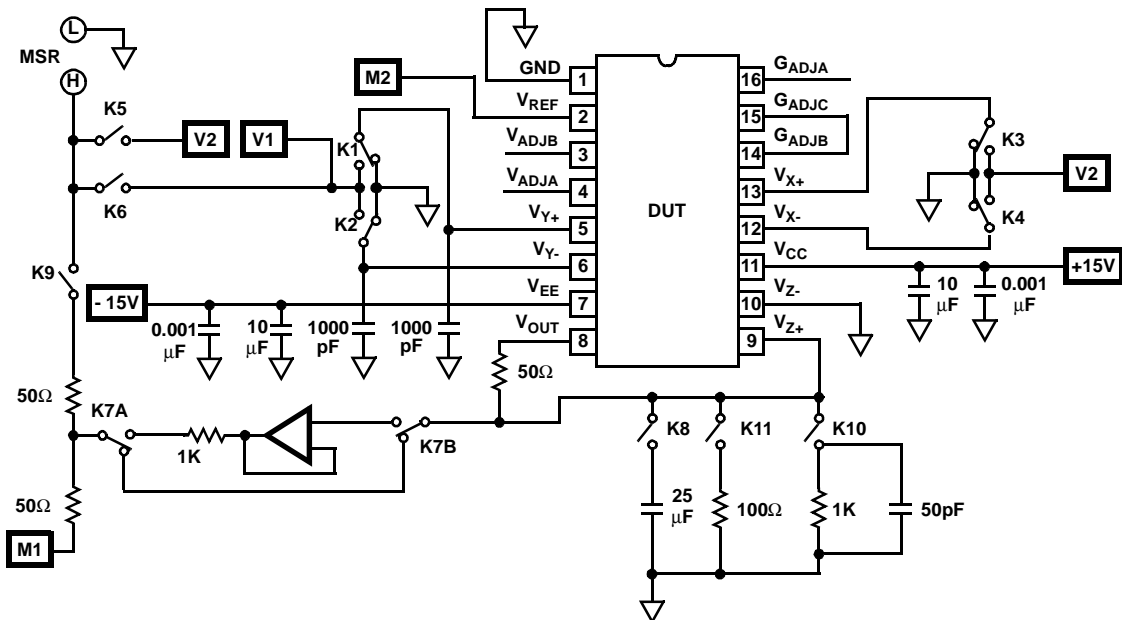 L
MSR
H
K5
V2
V1
K6
K9
- 15V
0.001
μF
10
μF
1000
pF
1000
pF
50Ω
K7A
1K
K7B
50Ω
50Ω
M1
M2
K1
K2
GND
VREF
VADJB
VADJA
VY+
VY-
VEE
VOUT
1
2
3
4
5
6
7
8
DUT
16
15
14
13
12
11
10
9
GADJA
GADJC
GADJB
VX+
VX-
VCC
VZ-
VZ+
K3
K4
V2
+15V
10
μF
0.001
μF
K8
K11
K10
25
μF
100Ω
1K
50pF